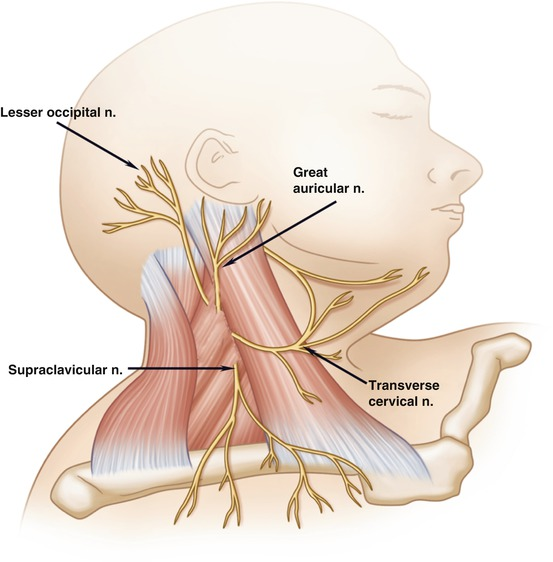 Lesser occipital n.
Great
auricular n.
Supraclavicular n.
Transverse
cervical n.